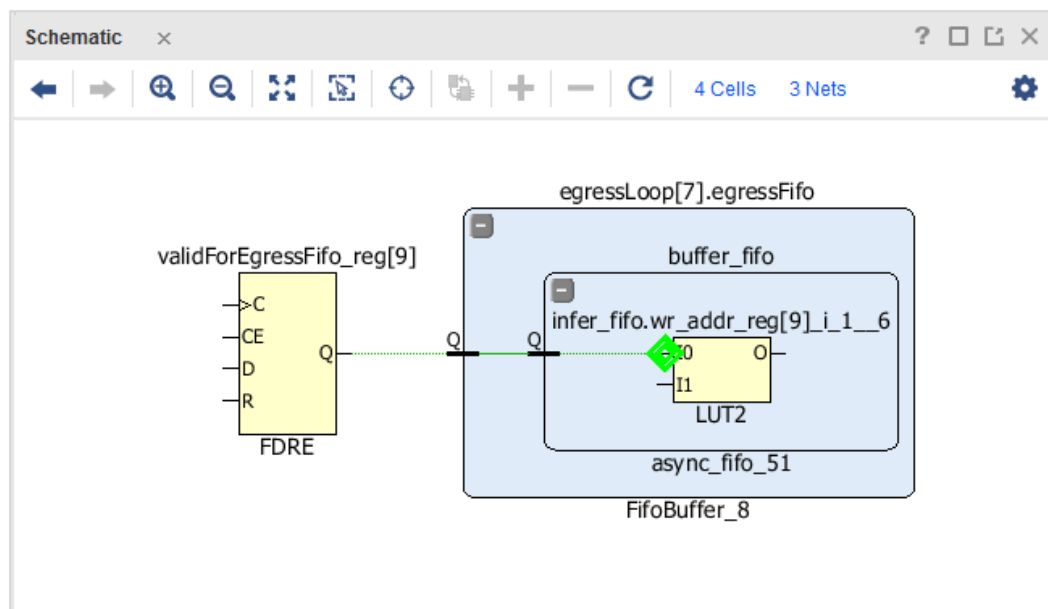 Schematic ×
? 
4 Cells 3 Nets
egressLoop[7].egressFifo
validForEgressFifo_reg[9]
buffer_fifo
infer_fifo.wr_addr_reg[9]_i_1__6
C
CE
D
R
Q
Q
Q
I0
O
I1
LUT2
FDRE
async_fifo_51
FifoBuffer_8